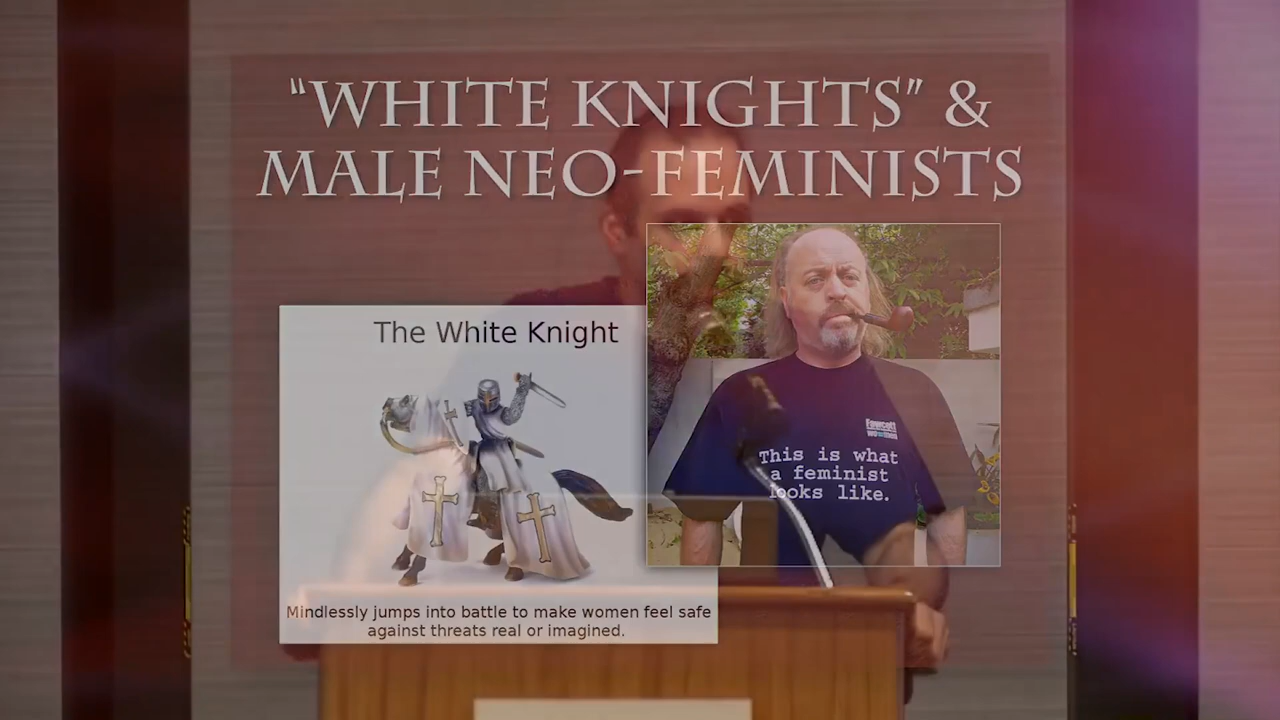 “WHITE KNIGHTS” &
MALE NEO-FEMINISTS
The White Knight
Fawcett
This is what
a feminist
looks like.
Mindlessly jumps into battle to make women feel safe
against threats real or imagined.